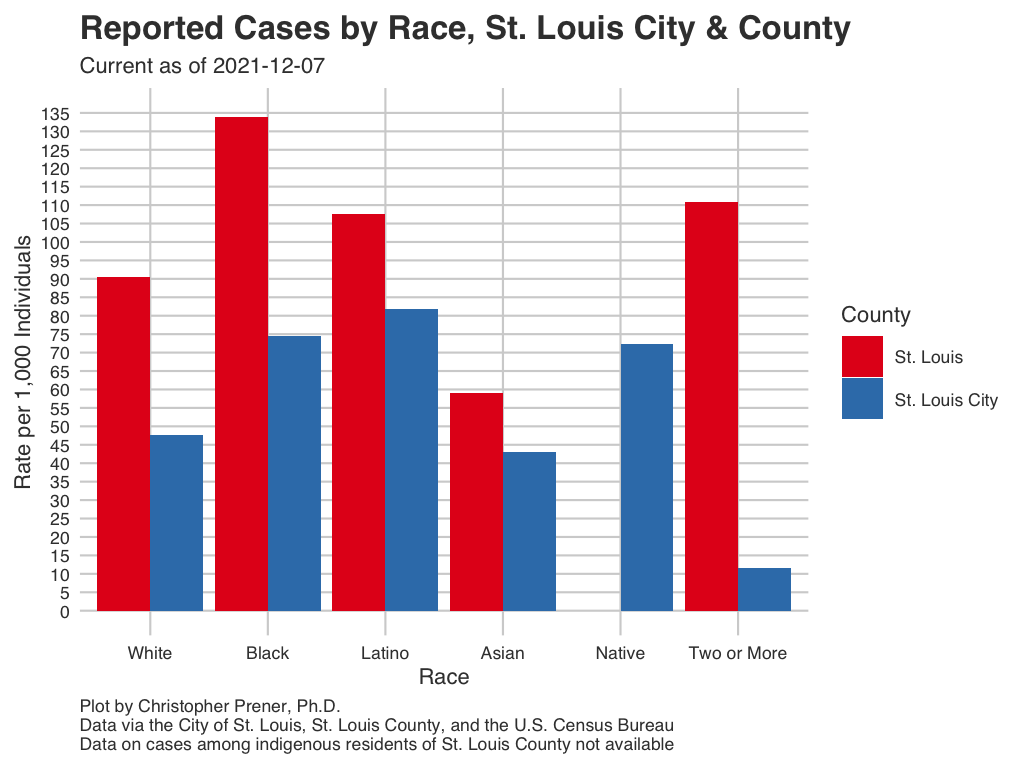 Reported Cases by Race, St. Louis City & County
Current as of 2021-12-07
Rate per 1,000 Individuals
135
130
125
120
115
110
105
100
95
90
85
80
75
70
65
60
55
50
45
40
35
30
25
20
15
10
5
0
White Black Latino Asian Native Two or More
Race
County
St. Louis
St. Louis City
Plot by Christopher Prener, Ph.D.
Data via the City of St. Louis, St. Louis County, and the U.S. Census Bureau
Data on cases among indigenous residents of St. Louis County not available